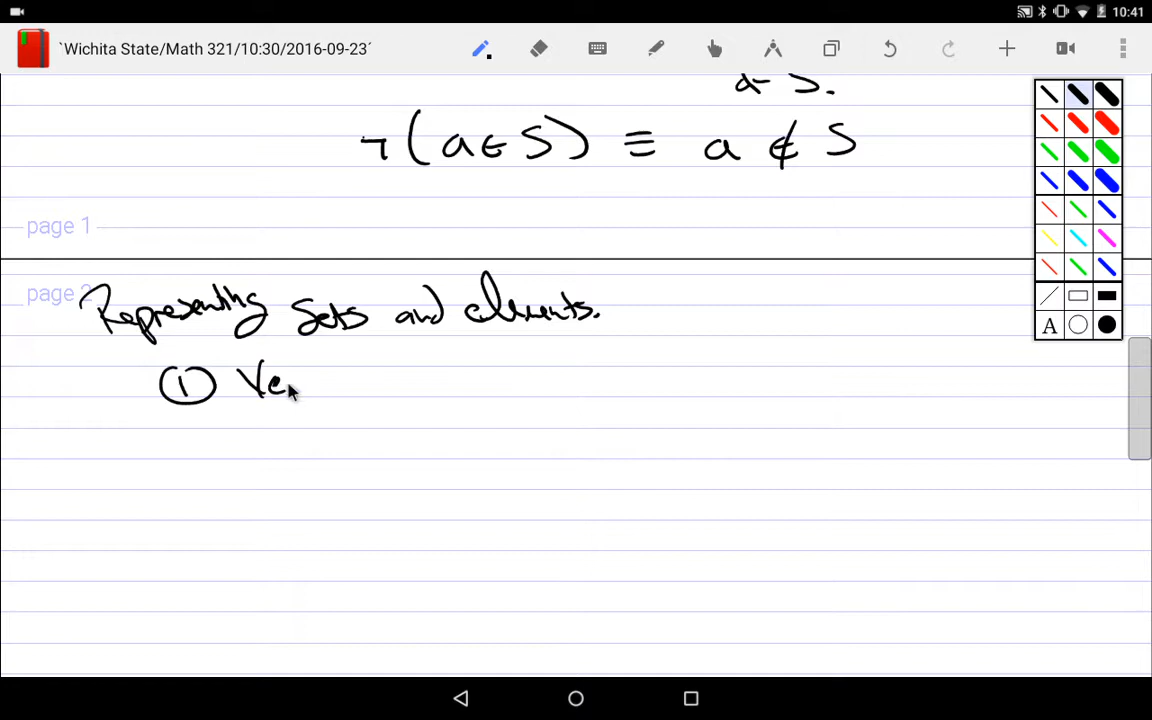 10:41
`Wichita State/Math 321/10:30/2016-09-23´
a S.
¬(a∈S) ≡ a ∉ S
page 1
page 2
Representing sets and elements.
① Ve
A